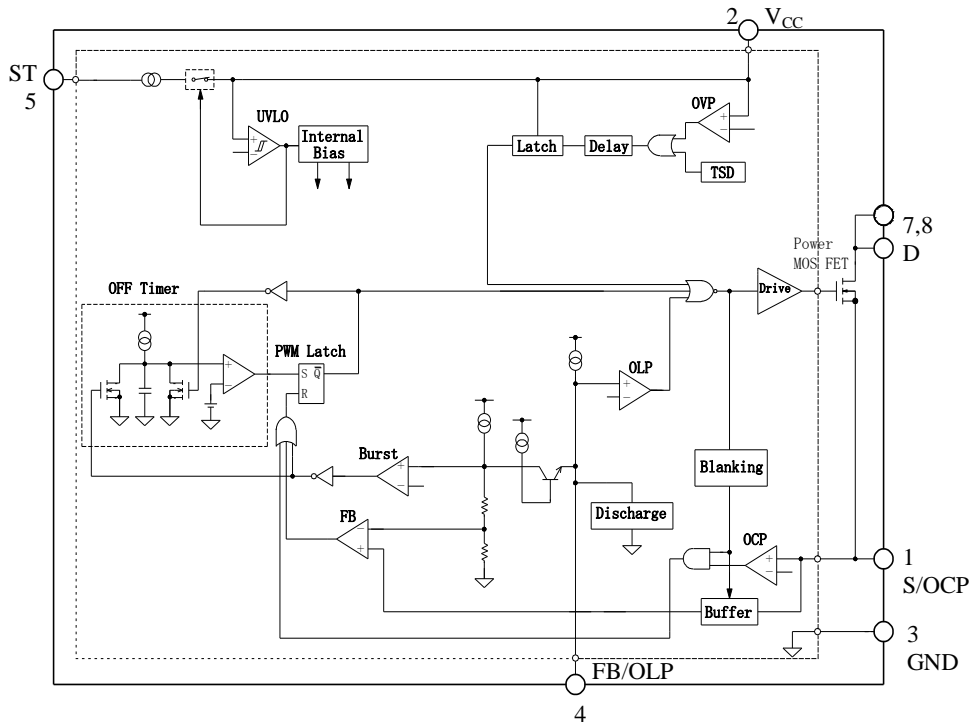 2 VCC
ST
5
OVP
UVLO
Internal
Bias
Latch
Delay
TSD
7,8
D
Power
MOS FET
OFF Timer
Drive
PWM Latch
S Q
R
OLP
Burst
Blanking
FB
Discharge
OCP
1
S/OCP
Buffer
3
GND
FB/OLP
4